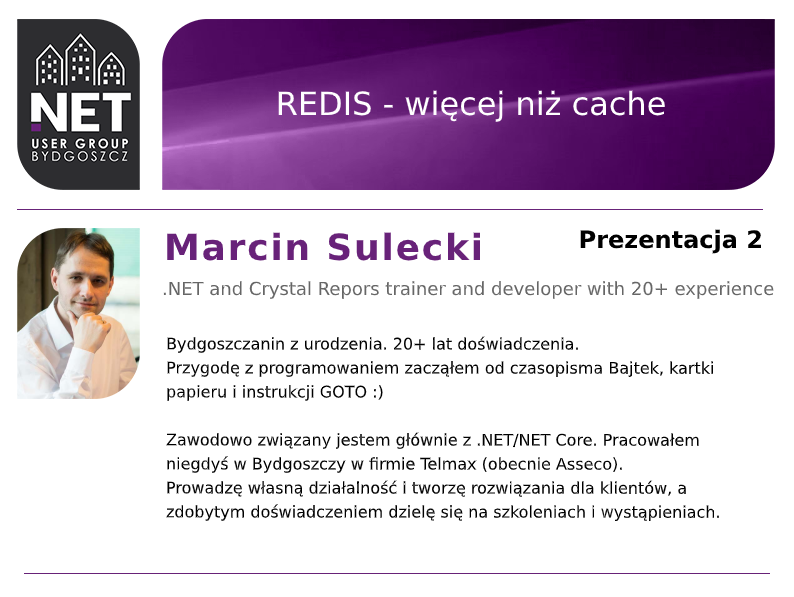 .NET
USER GROUP
BYDGOSZCZ
REDIS - więcej niż cache
Marcin Sulecki
Prezentacja 2
.NET and Crystal Repors trainer and developer with 20+ experience
Bydgoszczanin z urodzenia. 20+ lat doświadczenia.
Przygodę z programowaniem zacząłem od czasopisma Bajtek, kartki
papieru i instrukcji GOTO :)
Zawodowo związany jestem głównie z .NET/NET Core. Pracowałem
niegdyś w Bydgoszczy w firmie Telmax (obecnie Asseco).
Prowadzę własną działalność i tworzę rozwiązania dla klientów, a
zdobytym doświadczeniem dzielę się na szkoleniach i wystąpieniach.